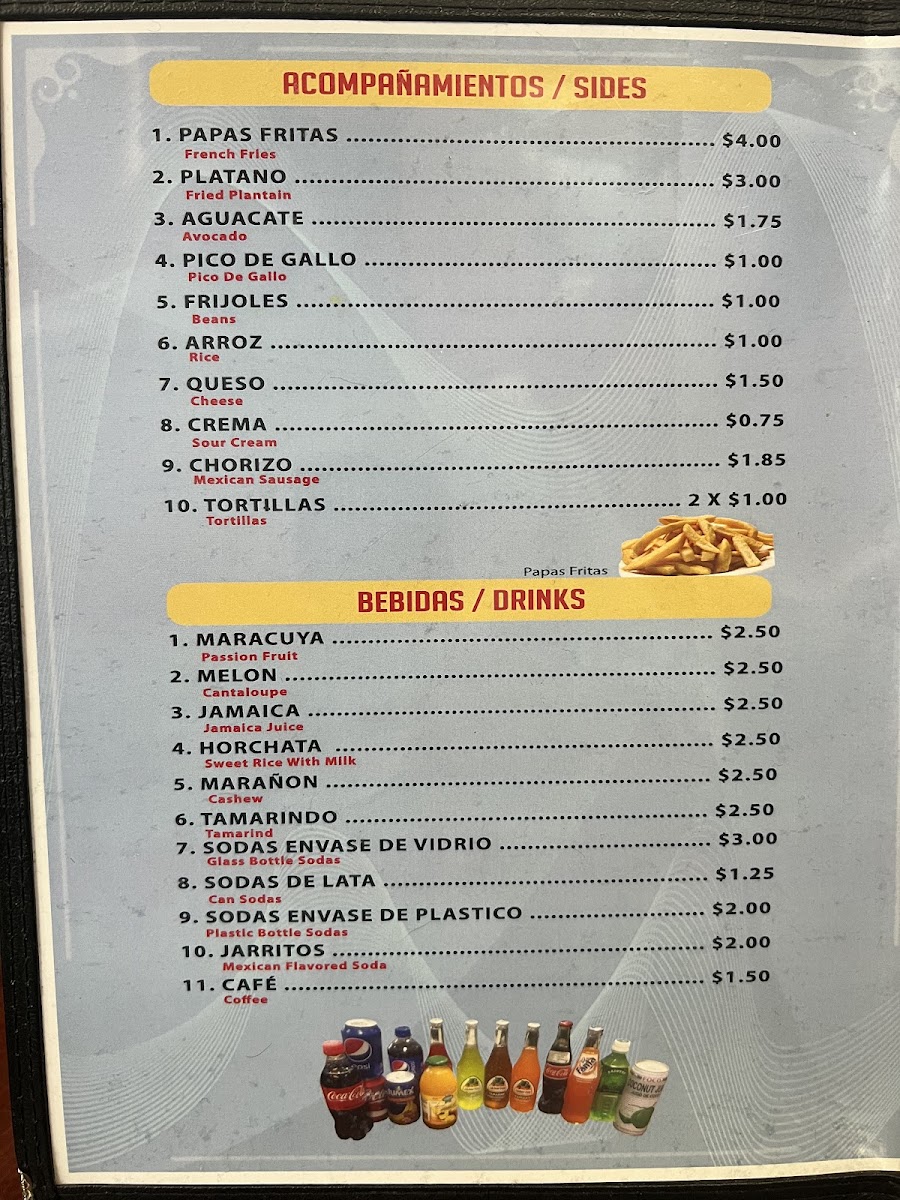 ACOMPAÑAMIENTOS / SIDES
1. PAPAS FRITAS ........ $4.00
French Fries
2. PLATANO ........ $3.00
Fried Plantain
3. AGUACATE ........ $1.75
Avocado
4. PICO DE GALLO ........ $1.00
Pico De Gallo
5. FRIJOLES ........ $1.00
Beans
6. ARROZ ........ $1.00
Rice
7. QUESO ........ $1.50
Cheese
8. CREMA ........ $0.75
Sour Cream
9. CHORIZO ........ $1.85
Mexican Sausage
10. TORTILLAS ........ 2 X $1.00
Tortillas
Papas Fritas
BEBIDAS / DRINKS
1. MARACUYA ........ $2.50
Passion Fruit
2. MELON ........ $2.50
Cantaloupe
3. JAMAICA ........ $2.50
Jamaica Juice
4. HORCHATA ........ $2.50
Sweet Rice With Milk
5. MARAÑON ........ $2.50
Cashew
6. TAMARINDO ........ $2.50
Tamarind
7. SODAS ENVASE DE VIDRIO ........ $3.00
Glass Bottle Sodas
8. SODAS DE LATA ........ $1.25
Can Sodas
9. SODAS ENVASE DE PLASTICO ........ $2.00
Plastic Bottle Sodas
10. JARRITOS ........ $2.00
Mexican Flavored Soda
11. CAFÉ ........ $1.50
Coffee
Coca-Cola
Coca-Cola
Fanta